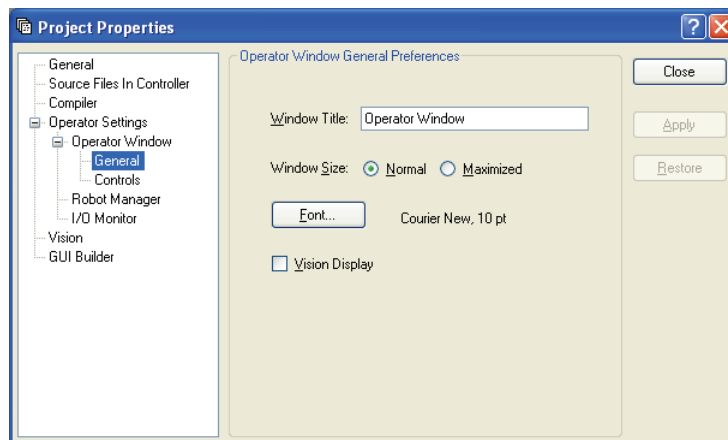 Project Properties
General
Source Files In Controller
Compiler
Operator Settings
Operator Window
General
Controls
Robot Manager
I/O Monitor
Vision
GUI Builder
Operator Window General Preferences
Window Title: Operator Window
Window Size: Normal Maximized
Font... Courier New, 10 pt
Vision Display
Close
Apply
Restore